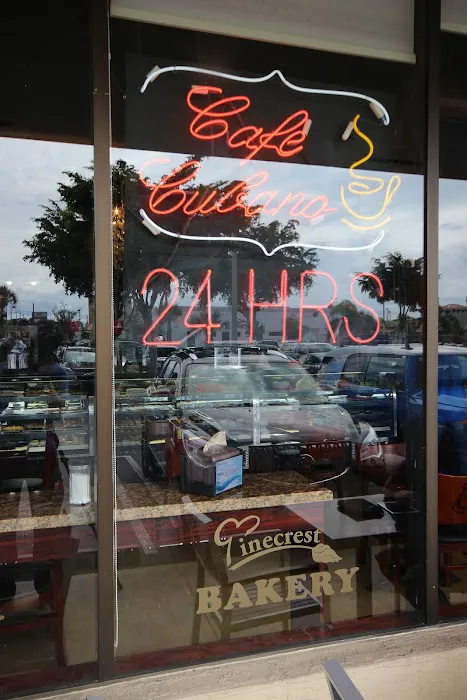 Cafe
Cubano
24 HRS
Pinecrest
BAKERY